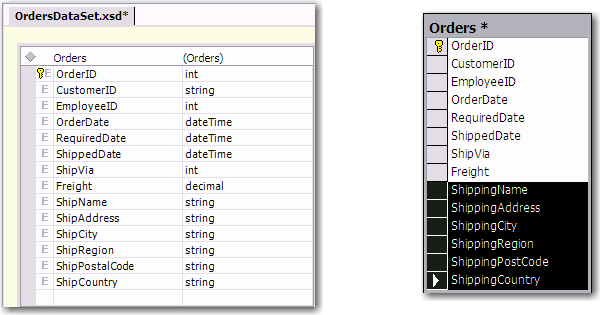 OrdersDataSet.xsd*
Orders (Orders)
E OrderID int
E CustomerID string
E EmployeeID int
E OrderDate dateTime
E RequiredDate dateTime
E ShippedDate dateTime
E ShipVia int
E Freight decimal
E ShipName string
E ShipAddress string
E ShipCity string
E ShipRegion string
E ShipPostalCode string
E ShipCountry string
Orders *
OrderID
CustomerID
EmployeeID
OrderDate
RequiredDate
ShippedDate
ShipVia
Freight
ShippingName
ShippingAddress
ShippingCity
ShippingRegion
ShippingPostCode
ShippingCountry